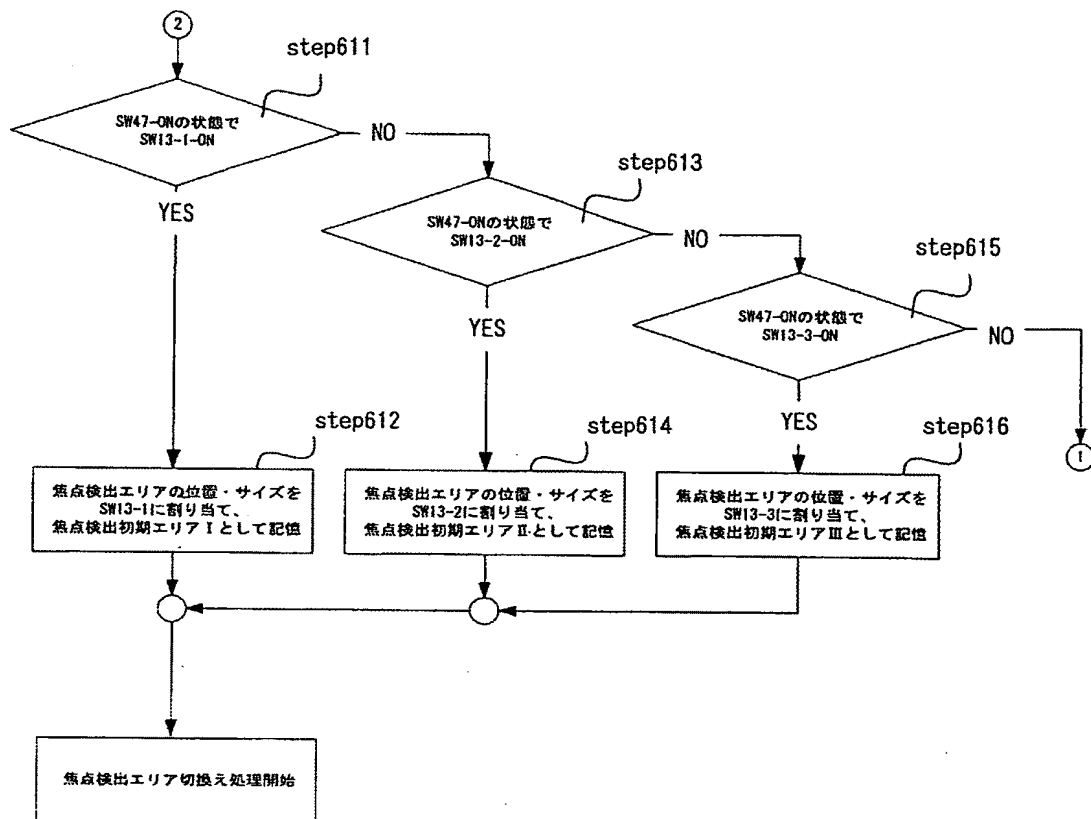 2
step611
SW47-ONの状態で
SW13-1-ON
NO
YES
step613
SW47-ONの状態で
SW13-2-ON
NO
YES
step615
SW47-ONの状態で
SW13-3-ON
NO
YES
1
step612
焦点検出エリアの位置・サイズを
SW13-1に割り当て、
焦点検出初期エリアⅠとして記憶
step614
焦点検出エリアの位置・サイズを
SW13-2に割り当て、
焦点検出初期エリアⅡとして記憶
step616
焦点検出エリアの位置・サイズを
SW13-3に割り当て、
焦点検出初期エリアⅢとして記憶
焦点検出エリア切換え処理開始